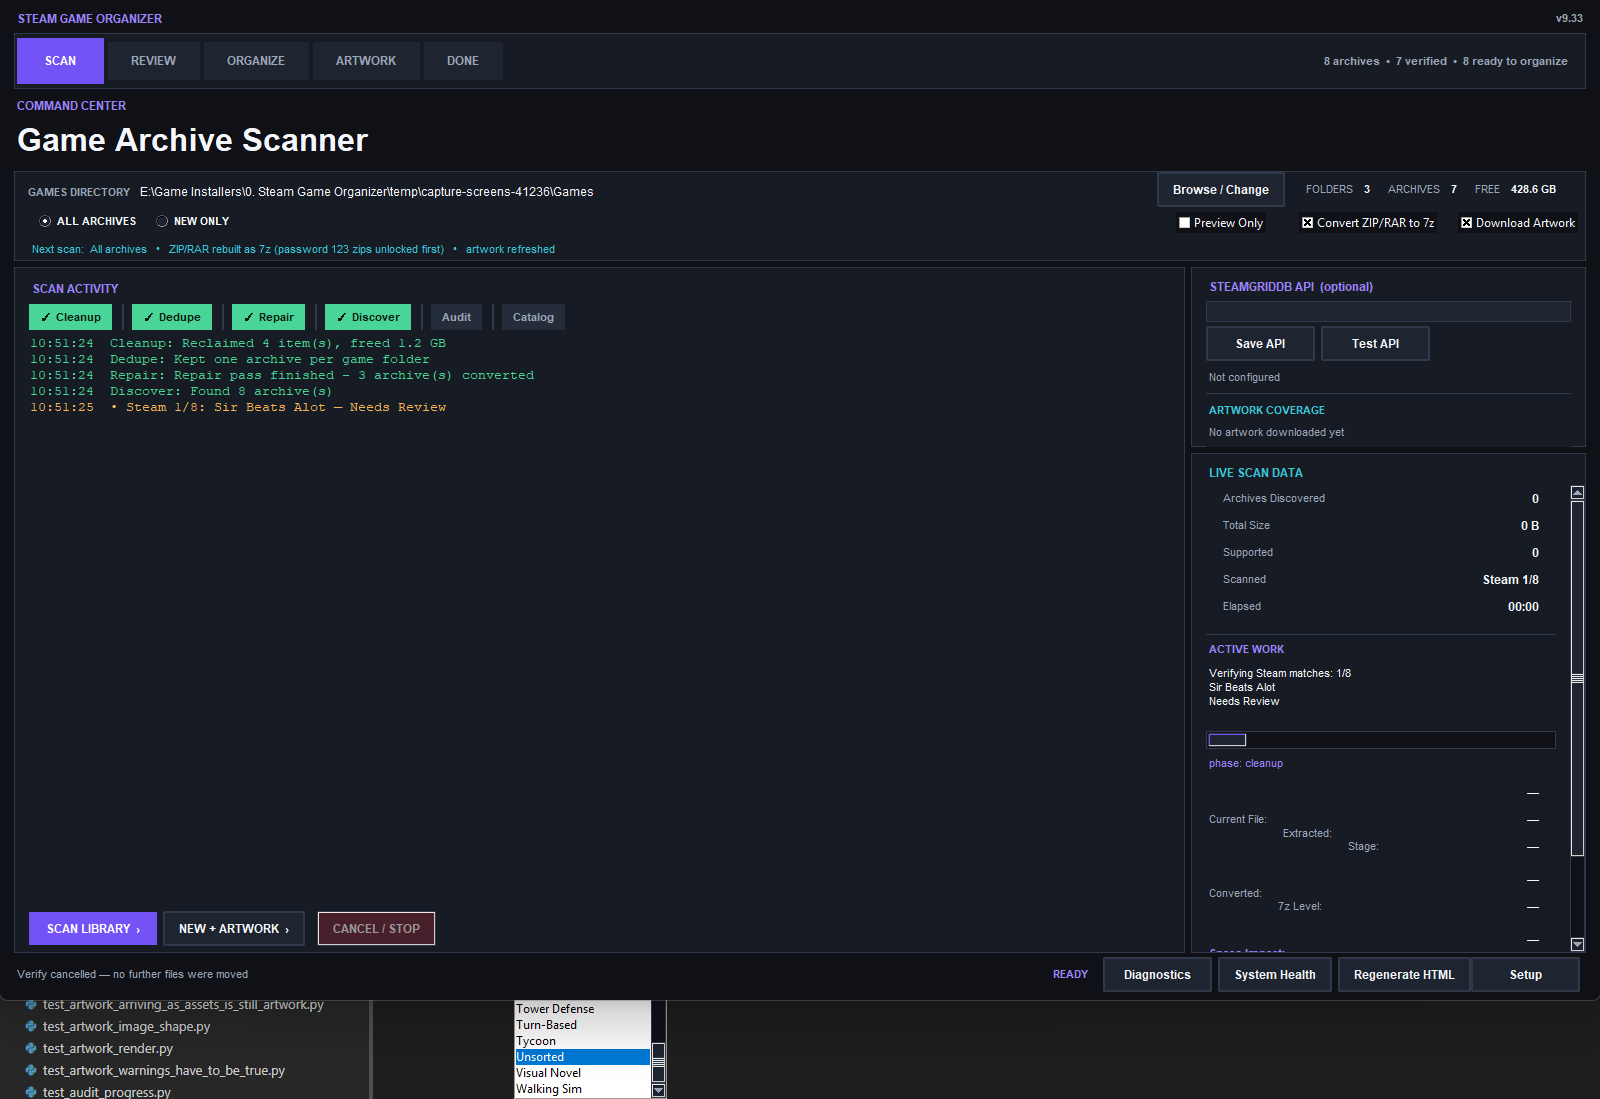 STEAM GAME ORGANIZER
v9.33
SCAN
REVIEW
ORGANIZE
ARTWORK
DONE
8 archives • 7 verified • 8 ready to organize
COMMAND CENTER
Game Archive Scanner
GAMES DIRECTORY E:\Game Installers\0. Steam Game Organizer\temp\capture-screens-41236\Games
Browse / Change
FOLDERS 3 ARCHIVES 7 FREE 428.6 GB
ALL ARCHIVES
NEW ONLY
Preview Only
Convert ZIP/RAR to 7z
Download Artwork
Next scan: All archives • ZIP/RAR rebuilt as 7z (password 123 zips unlocked first) • artwork refreshed
SCAN ACTIVITY
✓ Cleanup
✓ Dedupe
✓ Repair
✓ Discover
Audit
Catalog
10:51:24 Cleanup: Reclaimed 4 item(s), freed 1.2 GB
10:51:24 Dedupe: Kept one archive per game folder
10:51:24 Repair: Repair pass finished - 3 archive(s) converted
10:51:24 Discover: Found 8 archive(s)
10:51:25 • Steam 1/8: Sir Beats Alot — Needs Review
SCAN LIBRARY ›
NEW + ARTWORK ›
CANCEL / STOP
STEAMGRIDDB API (optional)
Save API
Test API
Not configured
ARTWORK COVERAGE
No artwork downloaded yet
LIVE SCAN DATA
Archives Discovered 0
Total Size 0 B
Supported 0
Scanned Steam 1/8
Elapsed 00:00
ACTIVE WORK
Verifying Steam matches: 1/8
Sir Beats Alot
Needs Review
phase: cleanup
—
Current File: —
Extracted:
Stage: —
—
Converted:
7z Level: —
—
Space Impact:
Verify cancelled — no further files were moved
READY
Diagnostics
System Health
Regenerate HTML
Setup
test_artwork_arriving_as_assets_is_still_artwork.py
test_artwork_image_shape.py
test_artwork_render.py
test_artwork_warnings_have_to_be_true.py
test_audit_progress.py
Tower Defense
Turn-Based
Tycoon
Unsorted
Visual Novel
Walking Sim